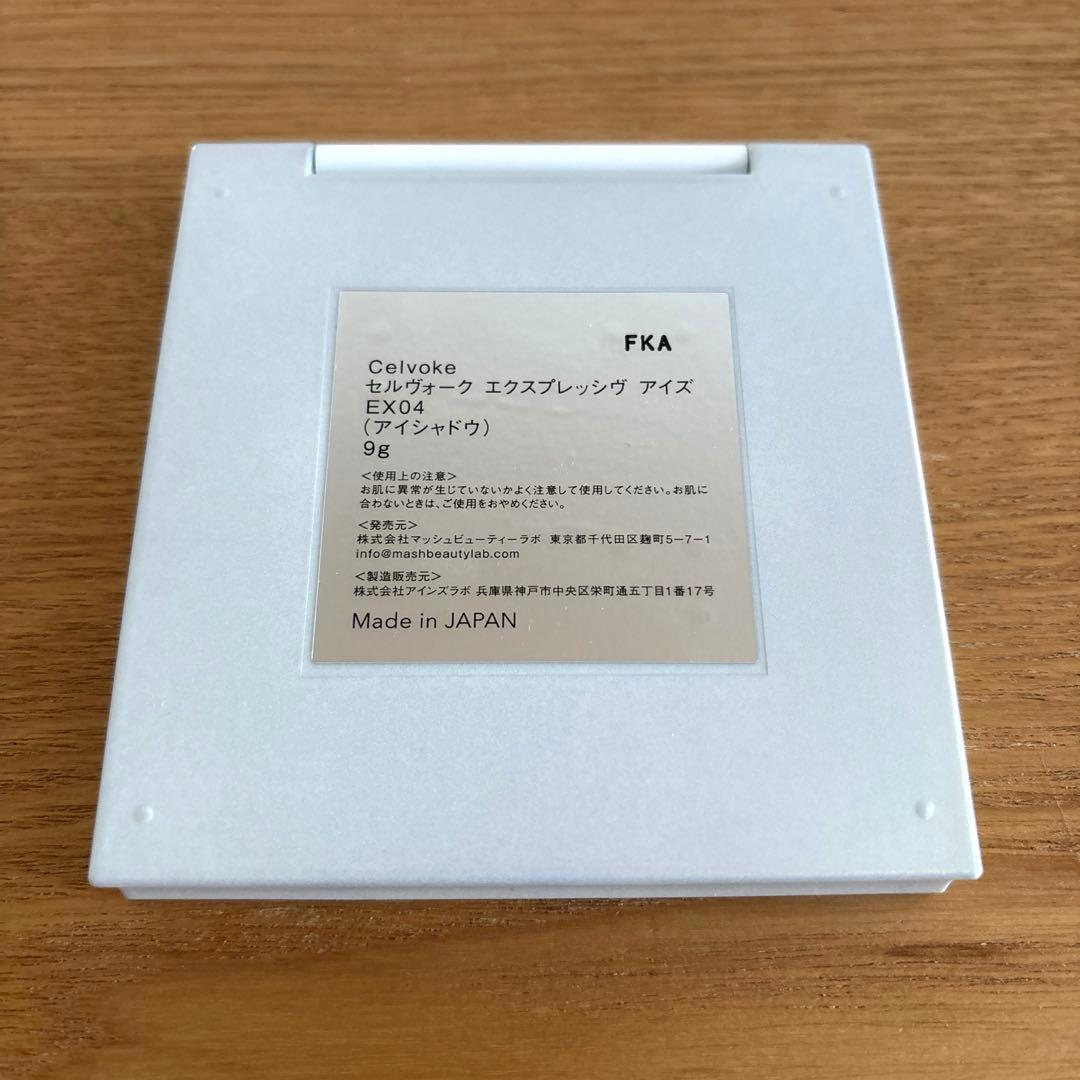 FKA
Celvoke
セルヴォーク エクスプレッシヴ アイズ
EX04
（アイシャドウ）
9g
＜使用上の注意＞
お肌に異常が生じていないかよく注意して使用してください。お肌に
合わないときは、ご使用をおやめください。
＜発売元＞
株式会社マッシュビューティーラボ 東京都千代田区麹町5−7−1
info@mashbeautylab.com
＜製造販売元＞
株式会社アインズラボ 兵庫県神戸市中央区栄町通五丁目1番17号
Made in JAPAN